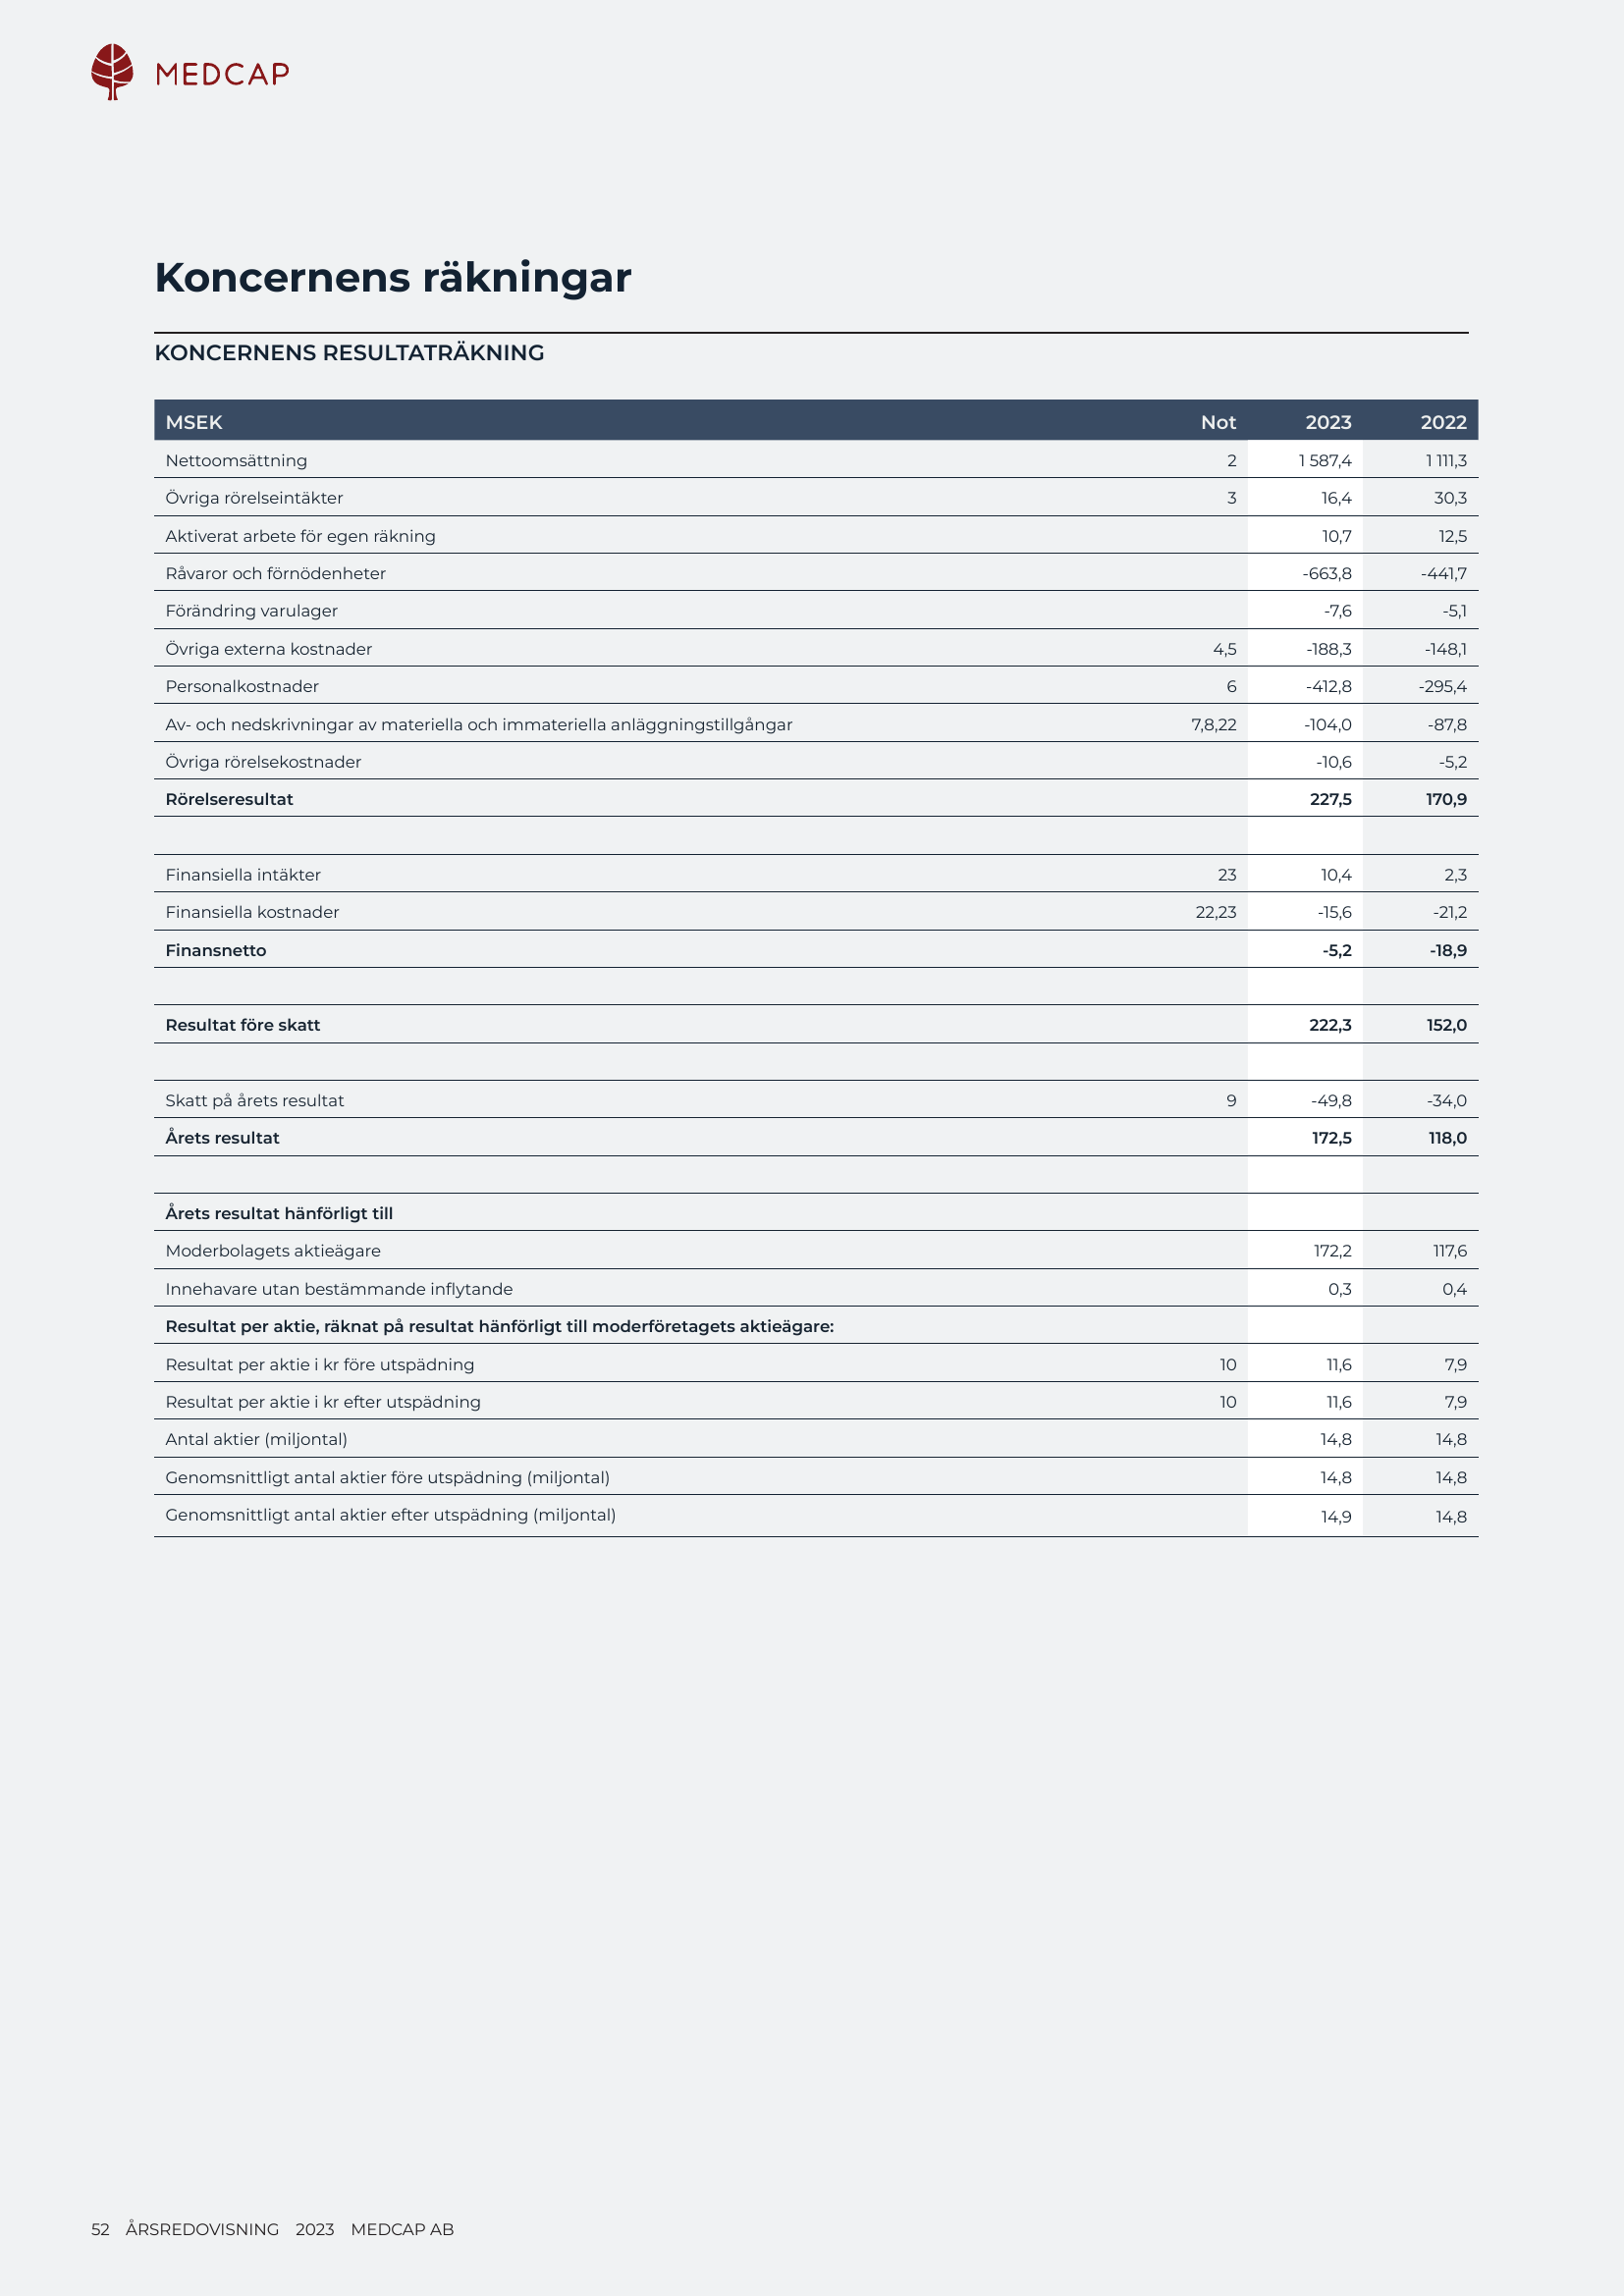 MEDCAP
Koncernens räkningar
KONCERNENS RESULTATRÄKNING
MSEK Not 2023 2022
Nettoomsättning 2 1 587,4 1 111,3
Övriga rörelseintäkter 3 16,4 30,3
Aktiverat arbete för egen räkning 10,7 12,5
Råvaror och förnödenheter -663,8 -441,7
Förändring varulager -7,6 -5,1
Övriga externa kostnader 4,5 -188,3 -148,1
Personalkostnader 6 -412,8 -295,4
Av- och nedskrivningar av materiella och immateriella anläggningstillgångar 7,8,22 -104,0 -87,8
Övriga rörelsekostnader -10,6 -5,2
Rörelseresultat 227,5 170,9
Finansiella intäkter 23 10,4 2,3
Finansiella kostnader 22,23 -15,6 -21,2
Finansnetto -5,2 -18,9
Resultat före skatt 222,3 152,0
Skatt på årets resultat 9 -49,8 -34,0
Årets resultat 172,5 118,0
Årets resultat hänförligt till
Moderbolagets aktieägare 172,2 117,6
Innehavare utan bestämmande inflytande 0,3 0,4
Resultat per aktie, räknat på resultat hänförligt till moderföretagets aktieägare:
Resultat per aktie i kr före utspädning 10 11,6 7,9
Resultat per aktie i kr efter utspädning 10 11,6 7,9
Antal aktier (miljontal) 14,8 14,8
Genomsnittligt antal aktier före utspädning (miljontal) 14,8 14,8
Genomsnittligt antal aktier efter utspädning (miljontal) 14,9 14,8
52 ÅRSREDOVISNING 2023 MEDCAP AB